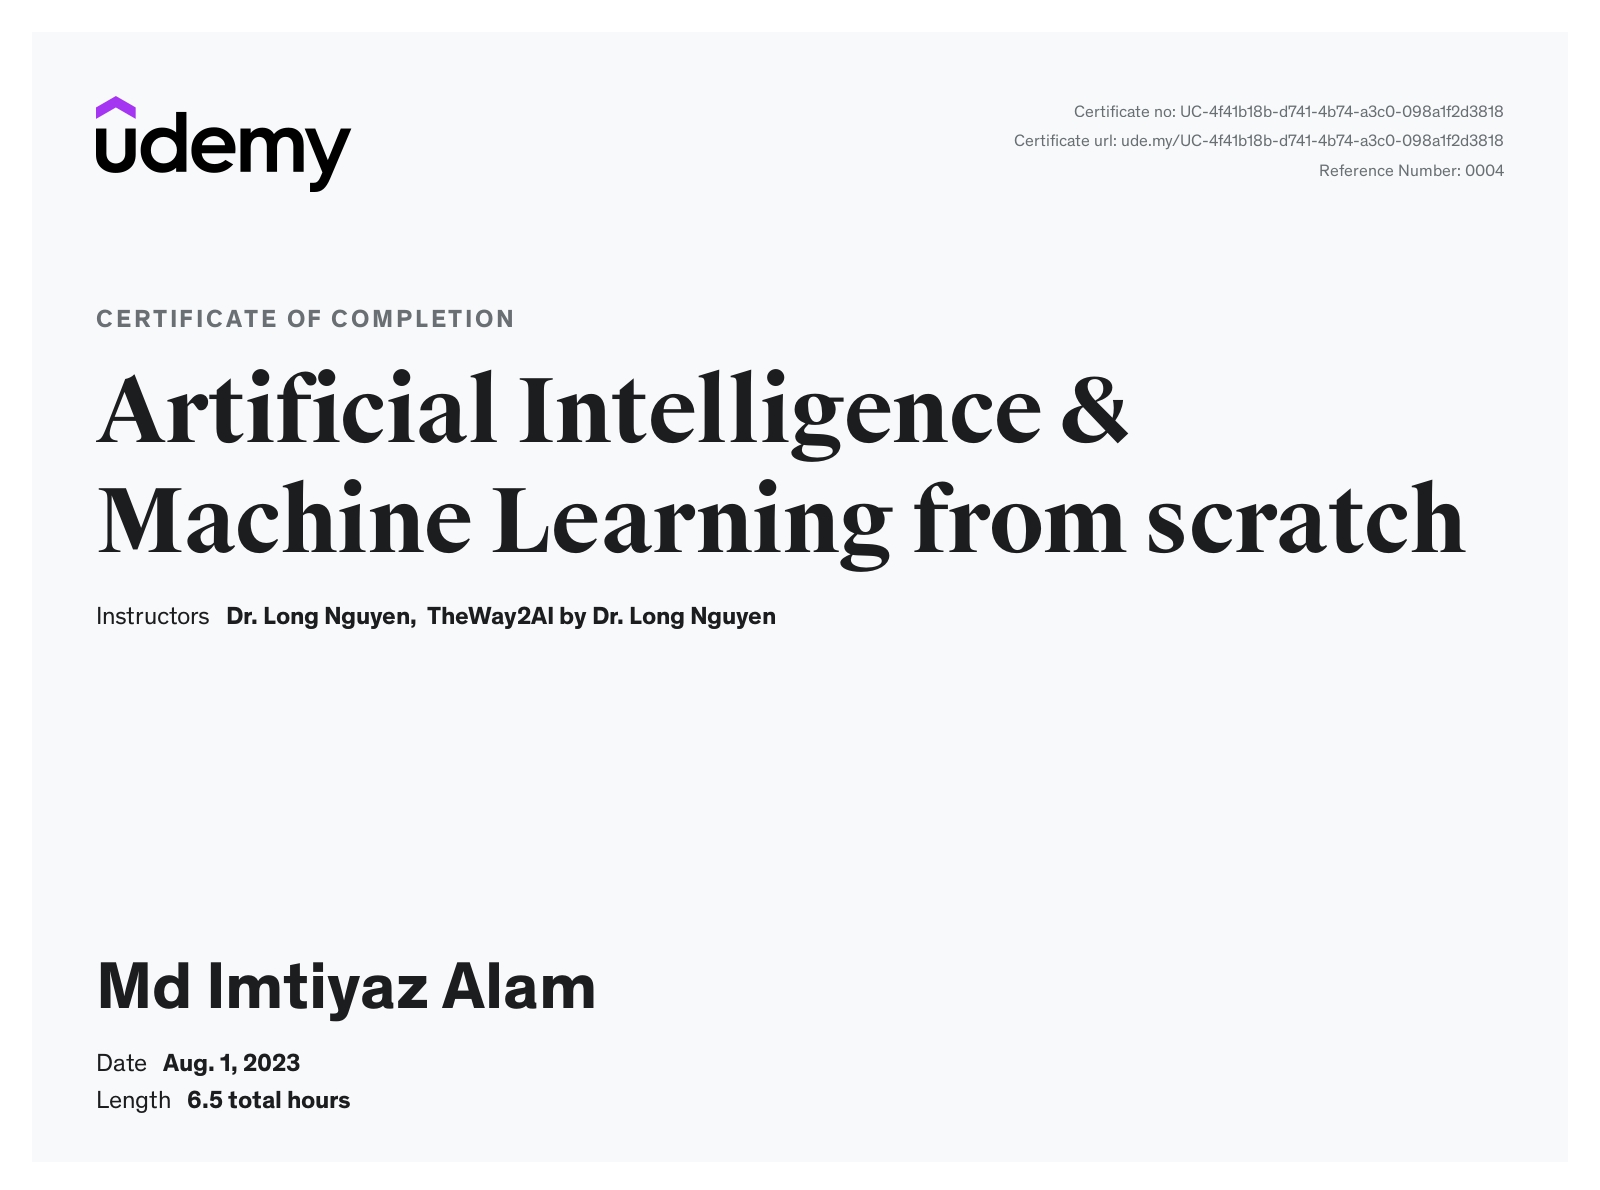 udemy
Certificate no: UC-4f41b18b-d741-4b74-a3c0-098a1f2d3818
Certificate url: ude.my/UC-4f41b18b-d741-4b74-a3c0-098a1f2d3818
Reference Number: 0004
CERTIFICATE OF COMPLETION
Artificial Intelligence &
Machine Learning from scratch
Instructors Dr. Long Nguyen, TheWay2AI by Dr. Long Nguyen
Md Imtiyaz Alam
Date Aug. 1, 2023
Length 6.5 total hours